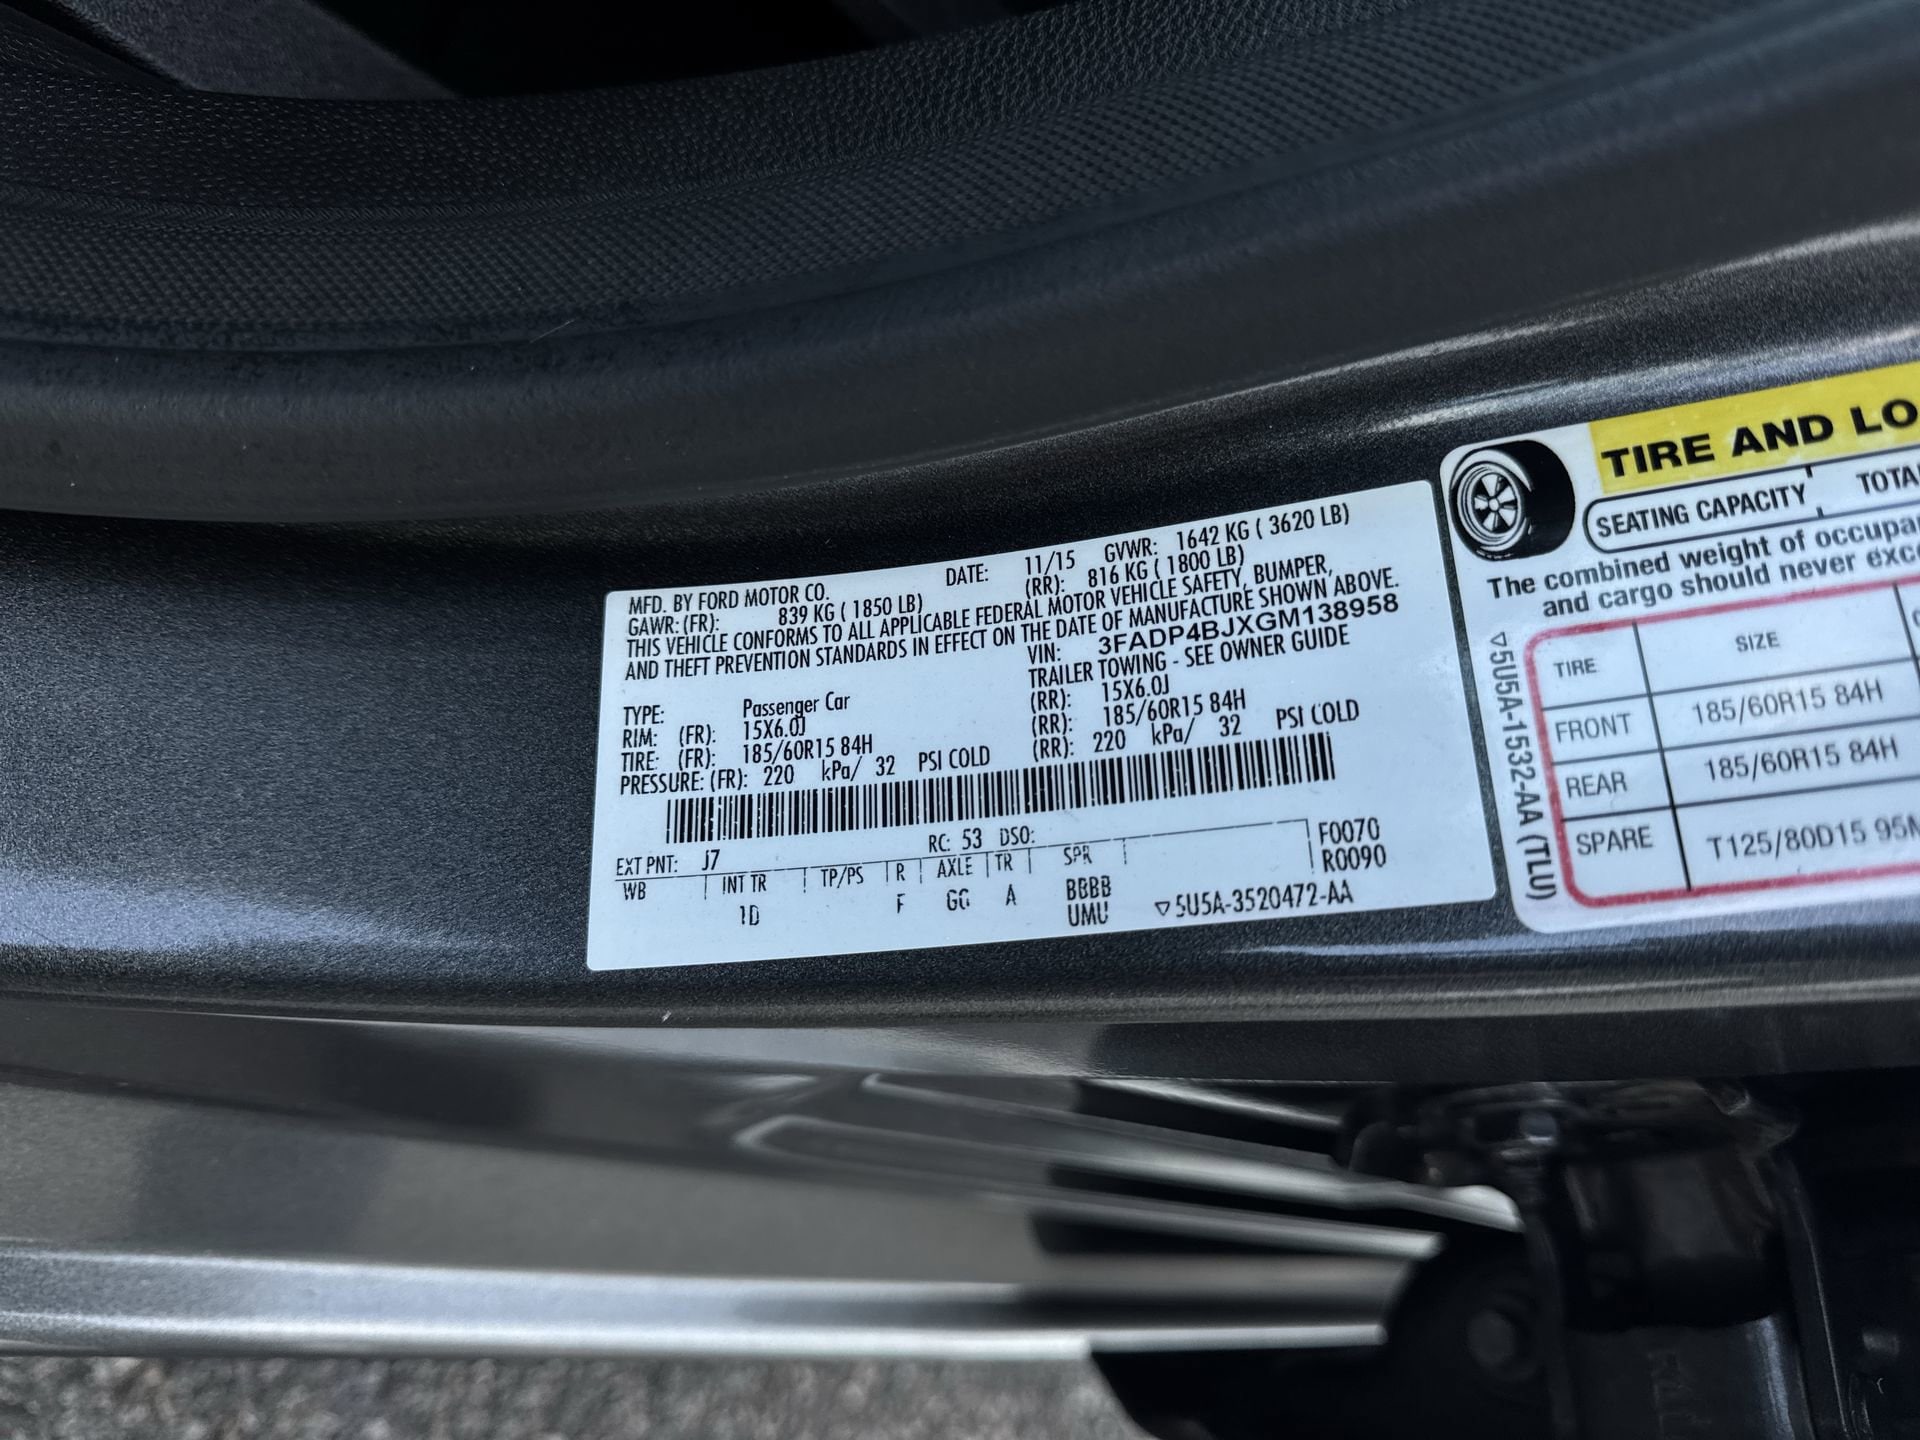 MFD. BY FORD MOTOR CO. DATE: 11/15 GVWR: 1642 KG ( 3620 LB)
GAWR: (FR): 839 KG ( 1850 LB) (RR): 816 KG ( 1800 LB)
THIS VEHICLE CONFORMS TO ALL APPLICABLE FEDERAL MOTOR VEHICLE SAFETY, BUMPER,
AND THEFT PREVENTION STANDARDS IN EFFECT ON THE DATE OF MANUFACTURE SHOWN ABOVE.
VIN: 3FADP4BJXGM138958
TRAILER TOWING - SEE OWNER GUIDE
TYPE: Passenger Car
RIM: (FR): 15X6.0J (RR): 15X6.0J
TIRE: (FR): 185/60R15 84H (RR): 185/60R15 84H
PRESSURE: (FR): 220 kPa/ 32 PSI COLD (RR): 220 kPa/ 32 PSI COLD
RC: 53 DSO: F0070
EXT PNT: J7 R0090
WB INT TR TP/PS R AXLE TR SPR
1D F GG A BBBB
UMU ▽5U5A-3520472-AA
TIRE AND LO
SEATING CAPACITY TOTA
The combined weight of occupa
and cargo should never exc
TIRE SIZE
FRONT 185/60R15 84H
REAR 185/60R15 84H
SPARE T125/80D15 95M
▽5U5A-1532-AA (TLU)